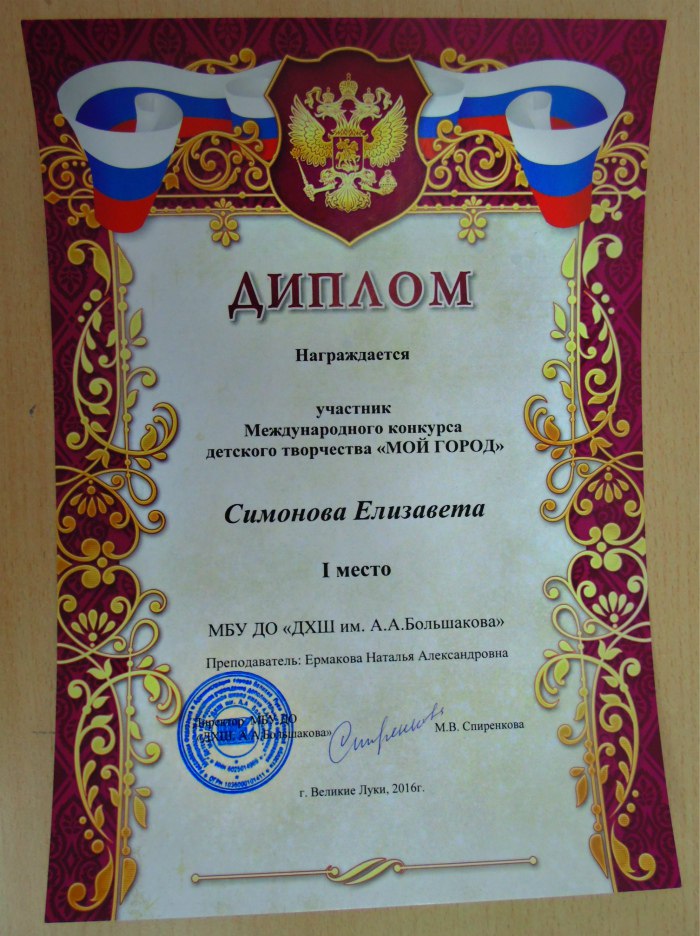 ДИПЛОМ
Награждается
участник
Международного конкурса
детского творчества «МОЙ ГОРОД»
Симонова Елизавета
I место
МБУ ДО «ДХШ им. А.А.Большакова»
Преподаватель: Ермакова Наталья Александровна
Директор МБУ ДО
«ДХШ А.А.Большакова»
М.В. Спиренкова
г. Великие Луки, 2016г.